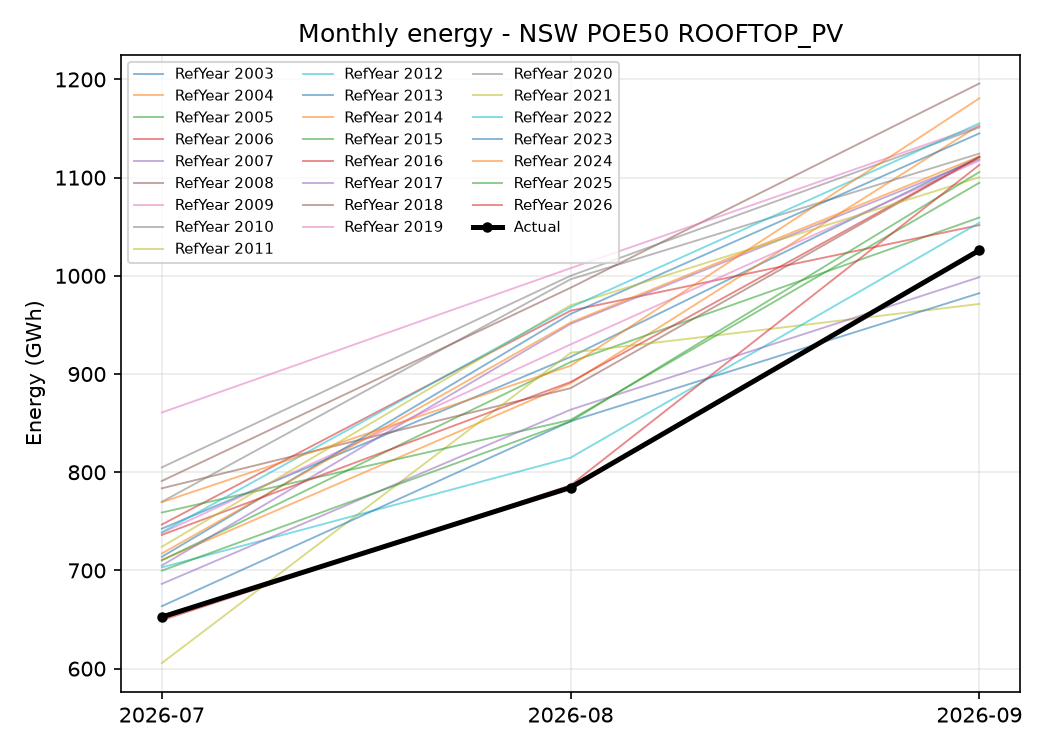 Monthly energy - NSW POE50 ROOFTOP_PV
Energy (GWh)
1200
1100
1000
900
800
700
600
2026-07
2026-08
2026-09
RefYear 2003
RefYear 2004
RefYear 2005
RefYear 2006
RefYear 2007
RefYear 2008
RefYear 2009
RefYear 2010
RefYear 2011
RefYear 2012
RefYear 2013
RefYear 2014
RefYear 2015
RefYear 2016
RefYear 2017
RefYear 2018
RefYear 2019
RefYear 2020
RefYear 2021
RefYear 2022
RefYear 2023
RefYear 2024
RefYear 2025
RefYear 2026
Actual